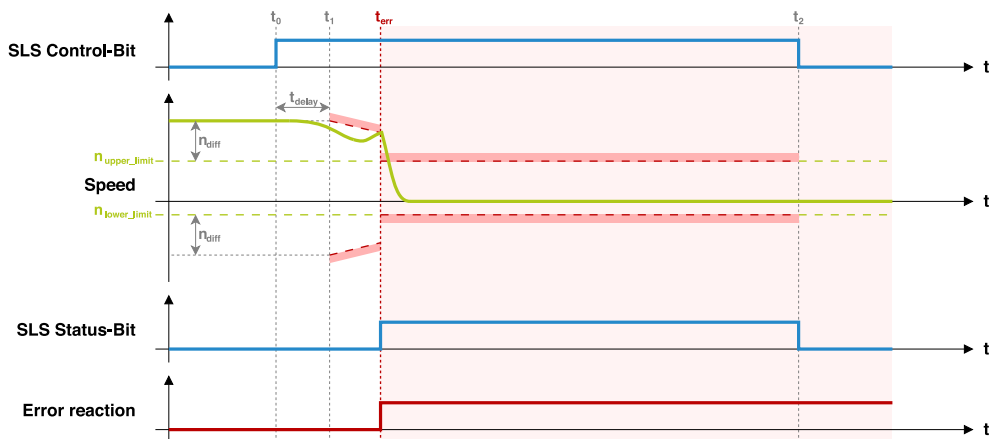 t0 t1 terr t2
SLS Control-Bit t
tdelay
ndiff
nupper_limit
Speed t
nlower_limit
ndiff
SLS Status-Bit t
Error reaction t